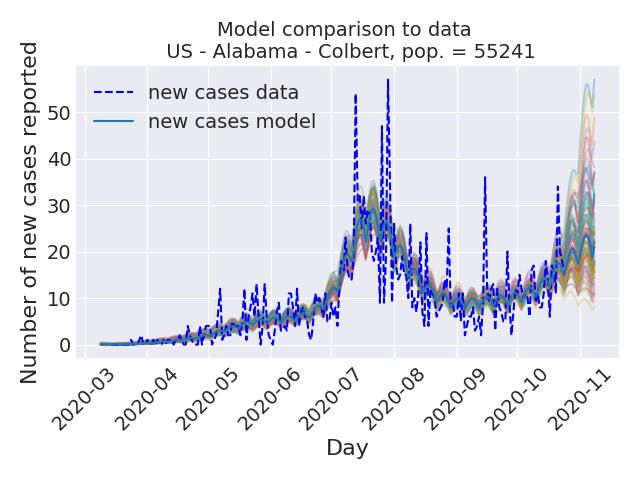 Model comparison to data
US - Alabama - Colbert, pop. = 55241
new cases data
new cases model
Number of new cases reported
50
40
30
20
10
0
2020-03
2020-04
2020-05
2020-06
2020-07
2020-08
2020-09
2020-10
2020-11
Day